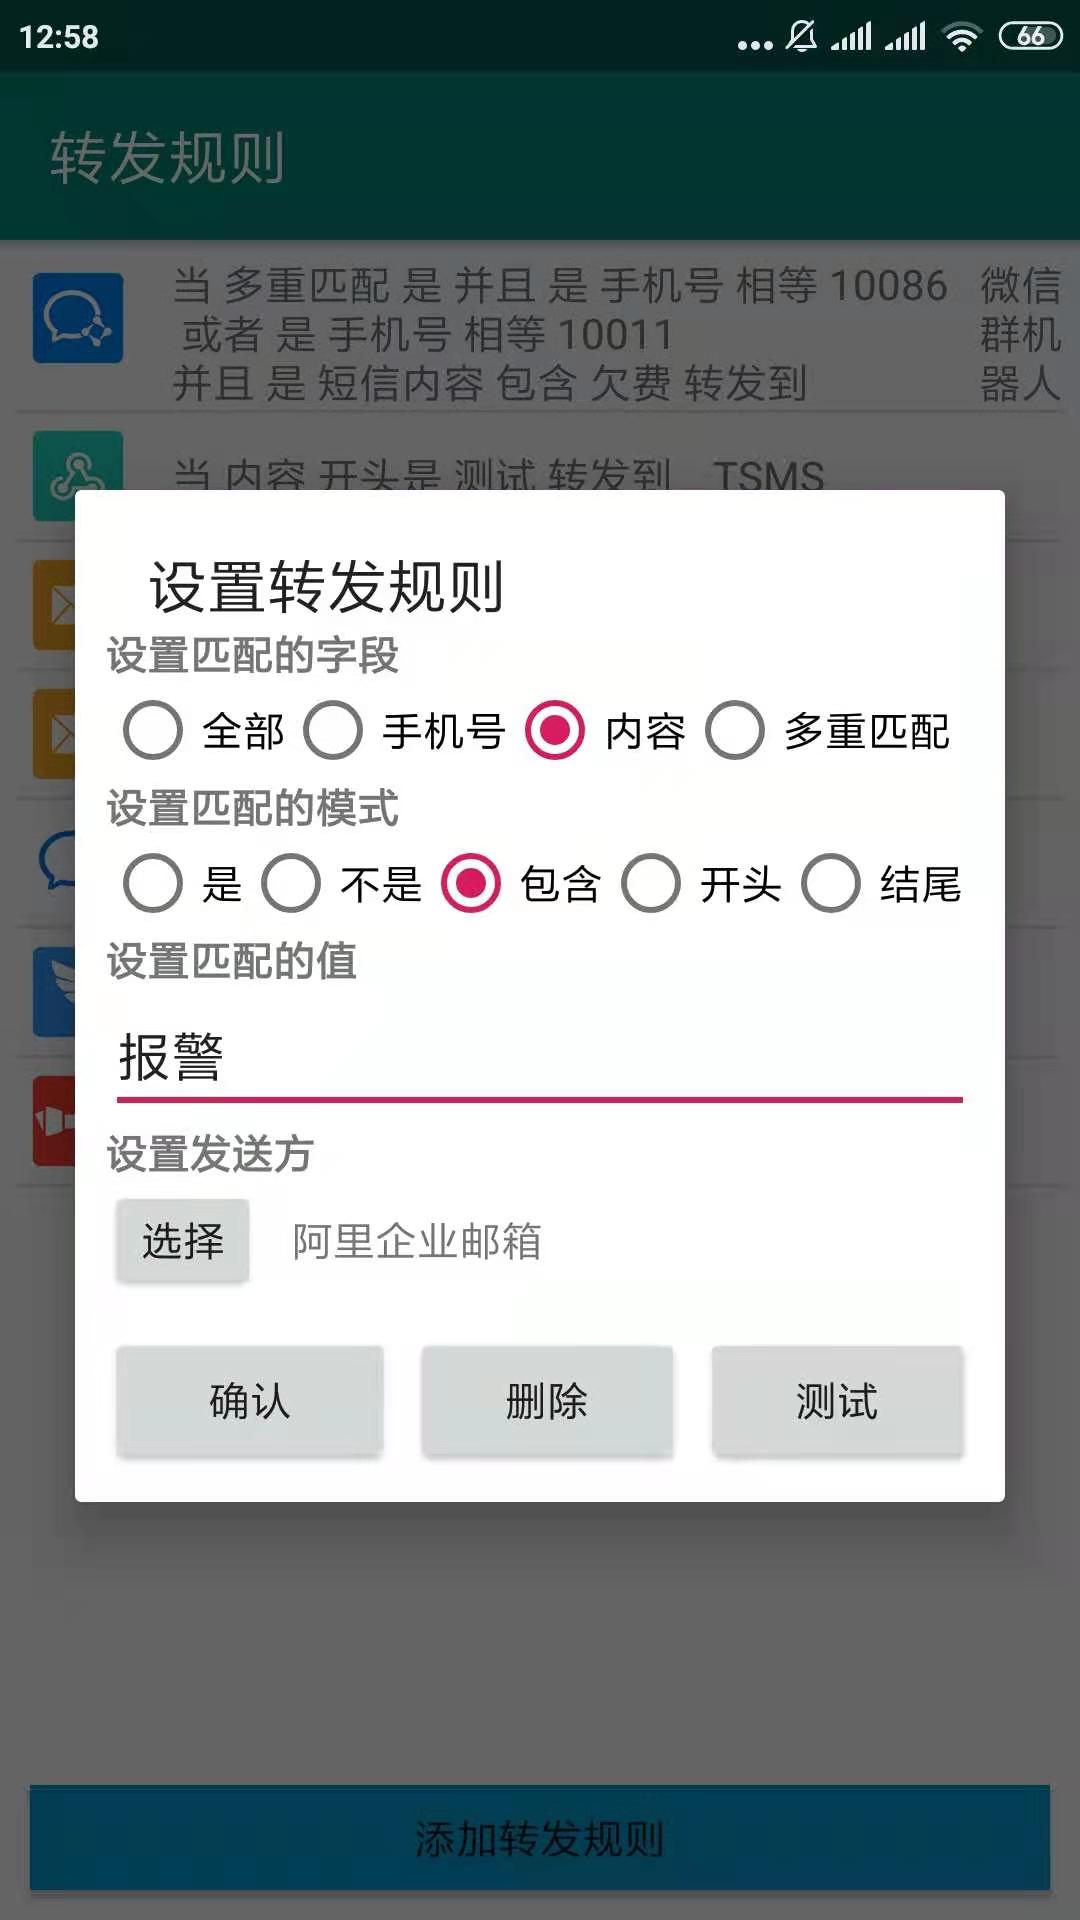 12:58
66
转发规则
当 多重匹配 是 并且 是 手机号 相等 10086
或者 是 手机号 相等 10011
并且 是 短信内容 包含 欠费 转发到
微信
群机
器人
当 内容 开头是 测试 转发到 TSMS
设置转发规则
设置匹配的字段
全部 手机号 内容 多重匹配
设置匹配的模式
是 不是 包含 开头 结尾
设置匹配的值
报警
设置发送方
选择 阿里企业邮箱
确认 删除 测试
添加转发规则